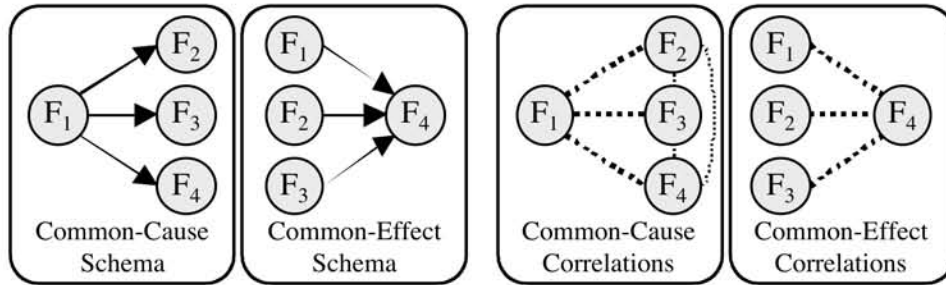 F₁
F₂
F₃
F₄
Common-Cause
Schema
F₁
F₂
F₃
F₄
Common-Effect
Schema
F₁
F₂
F₃
F₄
Common-Cause
Correlations
F₁
F₂
F₃
F₄
Common-Effect
Correlations